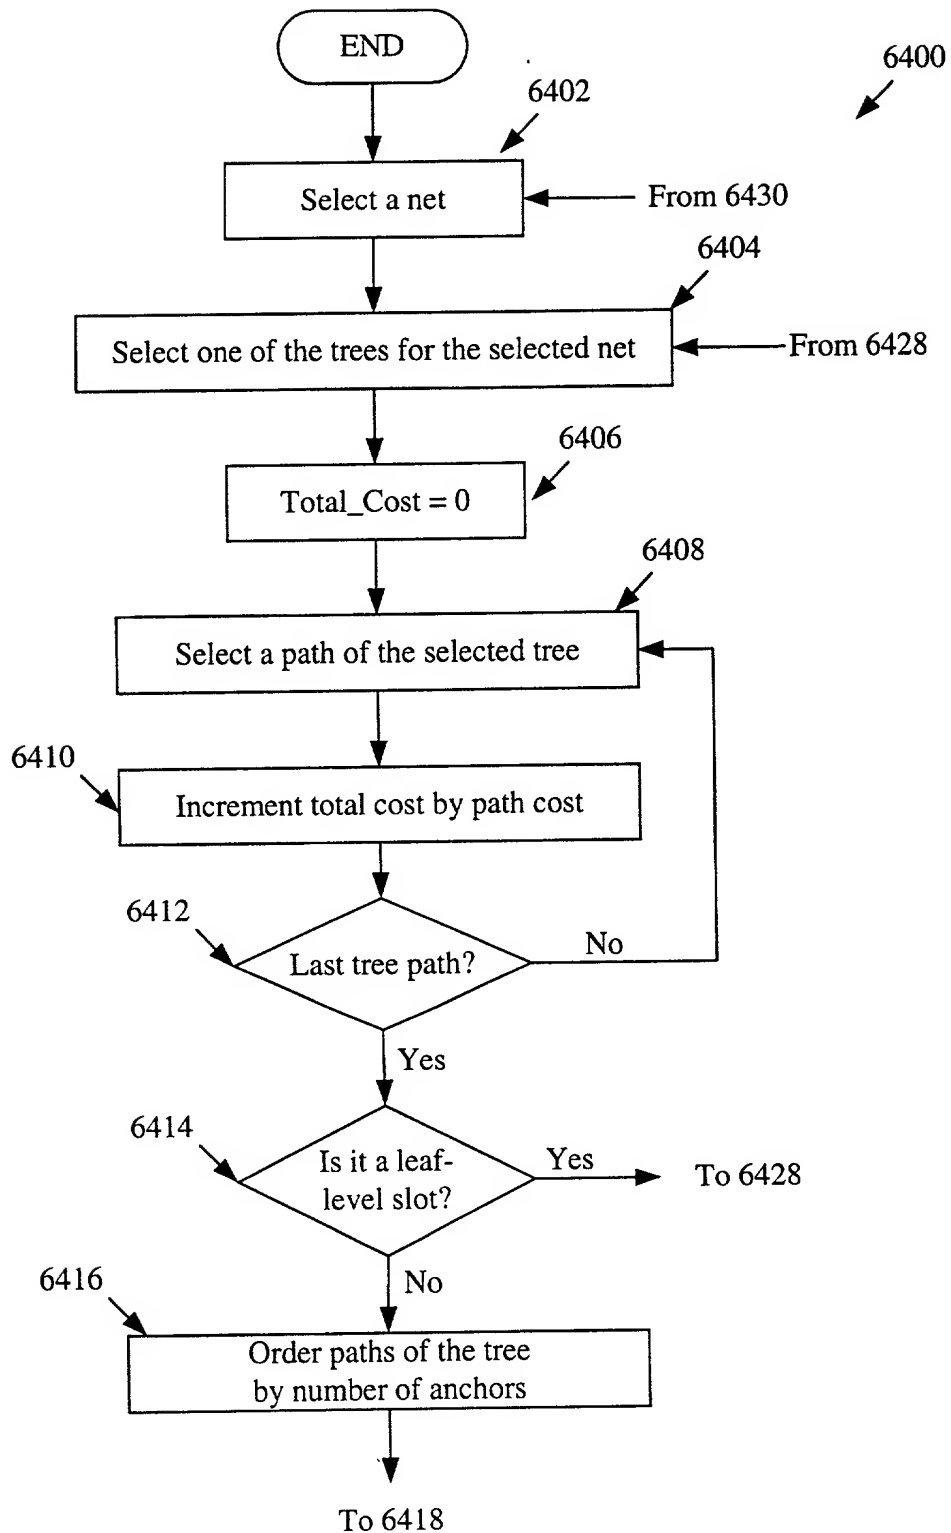 END
6400
6402
Select a net
From 6430
6404
Select one of the trees for the selected net
From 6428
6406
Total_Cost = 0
6408
Select a path of the selected tree
6410
Increment total cost by path cost
6412
Last tree path?
No
Yes
6414
Is it a leaf-
level slot?
Yes
To 6428
No
6416
Order paths of the tree
by number of anchors
To 6418